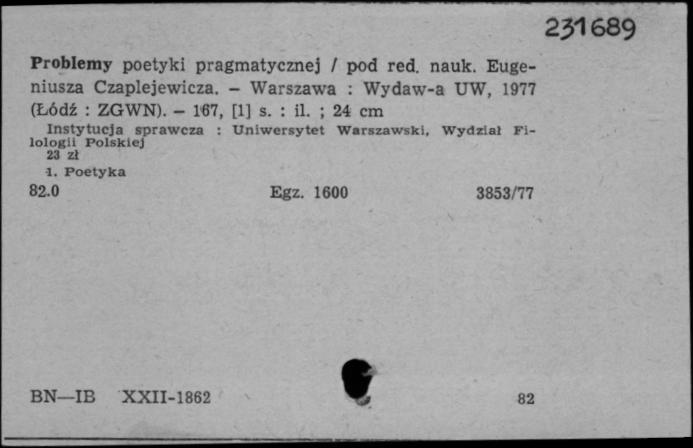 231689
Problemy poetyki pragmatycznej / pod red. nauk. Euge-
niusza Czaplejewicza. – Warszawa : Wydaw-a UW, 1977
(Łódź : ZGWN). – 167, [1] s. : il. ; 24 cm
Instytucja sprawcza : Uniwersytet Warszawski, Wydział Fi-
lologii Polskiej
23 zł
1. Poetyka
82.0 Egz. 1600 3853/77
BN—IB XXII-1862 82